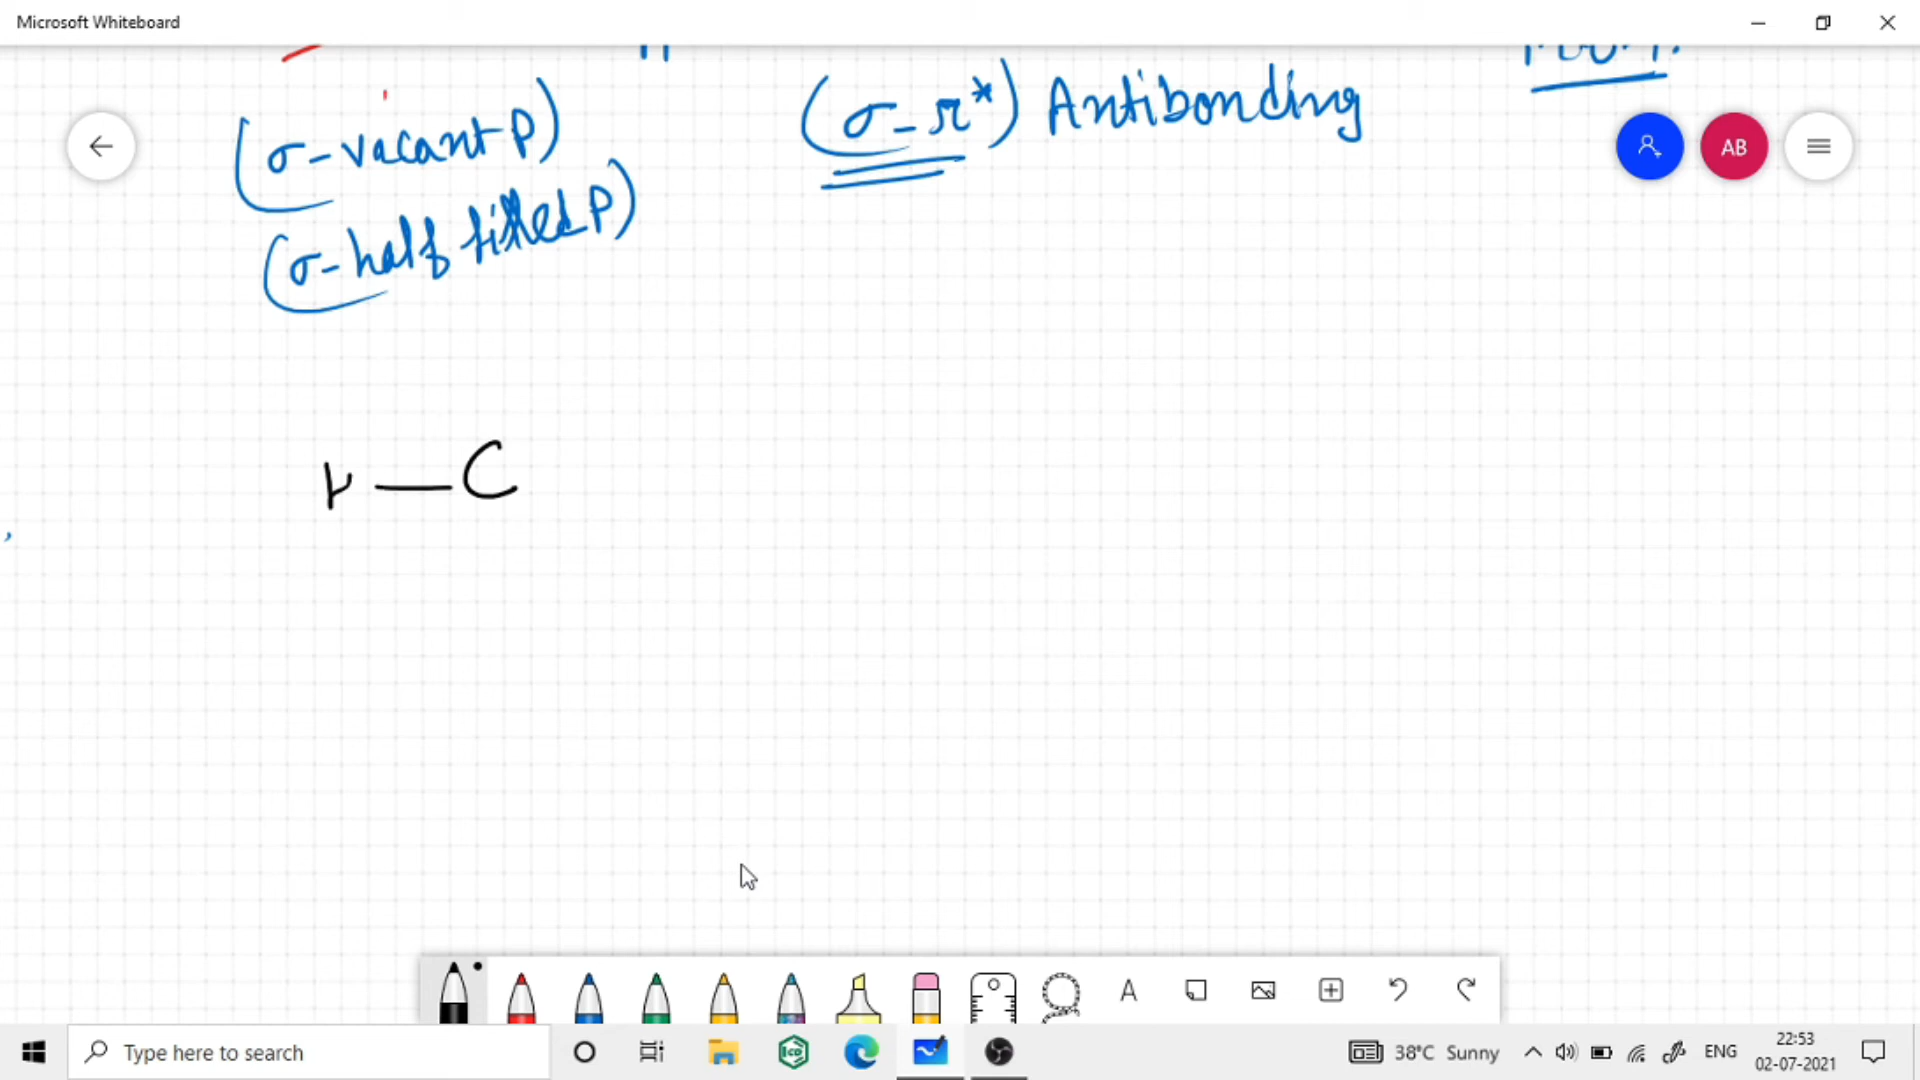 Microsoft Whiteboard
(σ-vacant P)
(σ-half filled P)
(σ-π*) Antibonding
AB
C
A
Type here to search
38°C Sunny
ENG
22:53
02-07-2021